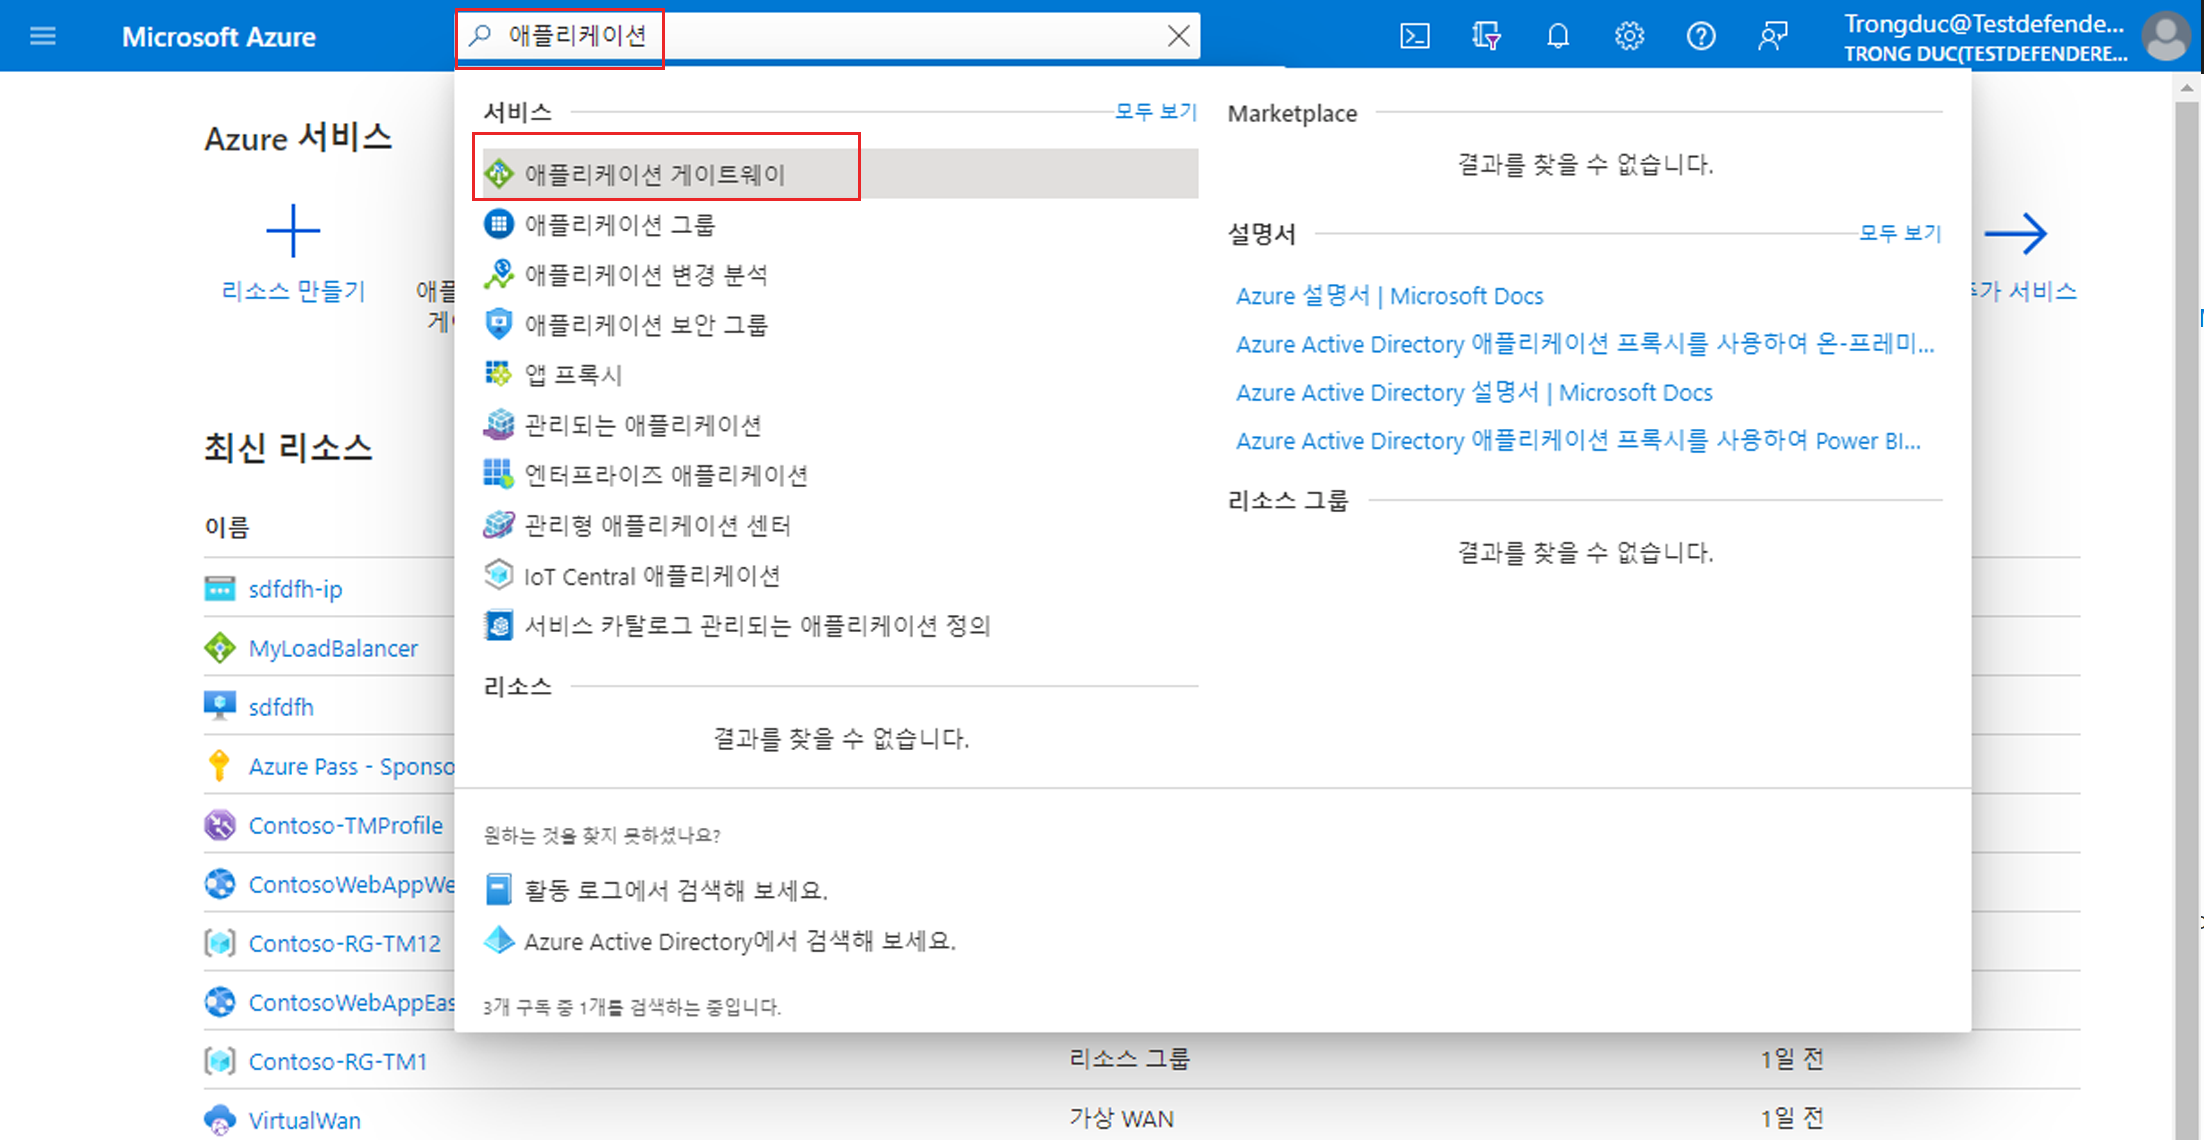 Microsoft Azure
애플리케이션
Trongduc@Testdefende...
TRONG DUC(TESTDEFENDERE...
Azure 서비스
리소스 만들기
애플
게이
추가 서비스
최신 리소스
이름
sdfdfh-ip
MyLoadBalancer
sdfdfh
Azure Pass - Sponso
Contoso-TMProfile
ContosoWebAppWe
Contoso-RG-TM12
ContosoWebAppEas
Contoso-RG-TM1
리소스 그룹
1일 전
VirtualWan
가상 WAN
1일 전
서비스
모두 보기
애플리케이션 게이트웨이
애플리케이션 그룹
애플리케이션 변경 분석
애플리케이션 보안 그룹
앱 프록시
관리되는 애플리케이션
엔터프라이즈 애플리케이션
관리형 애플리케이션 센터
IoT Central 애플리케이션
서비스 카탈로그 관리되는 애플리케이션 정의
리소스
결과를 찾을 수 없습니다.
Marketplace
결과를 찾을 수 없습니다.
설명서
모두 보기
Azure 설명서 | Microsoft Docs
Azure Active Directory 애플리케이션 프록시를 사용하여 온-프레미...
Azure Active Directory 설명서 | Microsoft Docs
Azure Active Directory 애플리케이션 프록시를 사용하여 Power BI...
리소스 그룹
결과를 찾을 수 없습니다.
원하는 것을 찾지 못하셨나요?
활동 로그에서 검색해 보세요.
Azure Active Directory에서 검색해 보세요.
3개 구독 중 1개를 검색하는 중입니다.